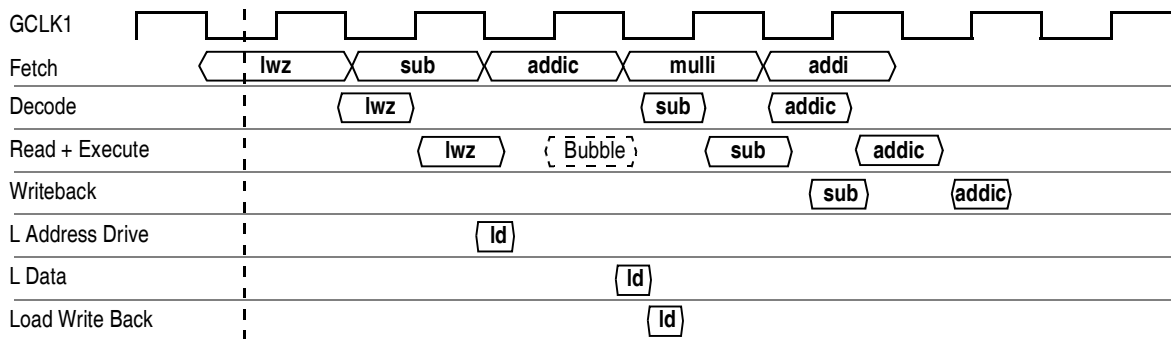 GCLK1
Fetch lwz sub addic mulli addi
Decode lwz sub addic
Read + Execute lwz Bubble sub addic
Writeback sub addic
L Address Drive ld
L Data ld
Load Write Back ld